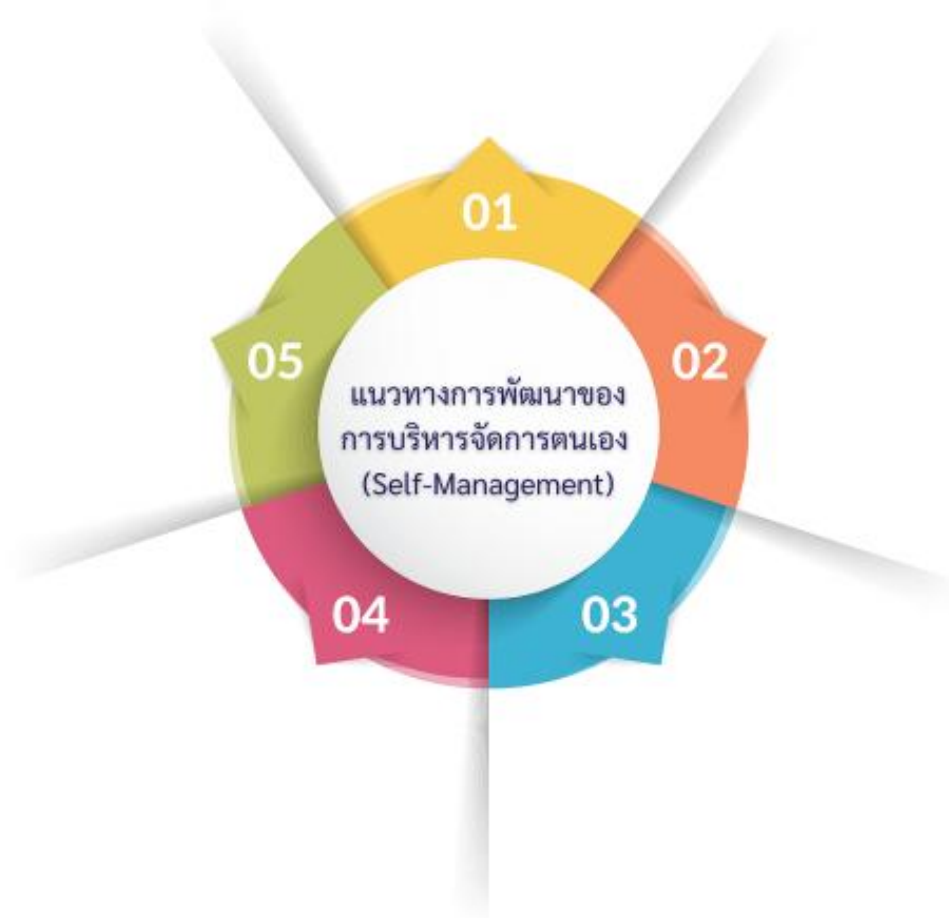 01
02
05
แนวทางการพัฒนาของ
การบริหารจัดการตนเอง
(Self-Management)
04
03